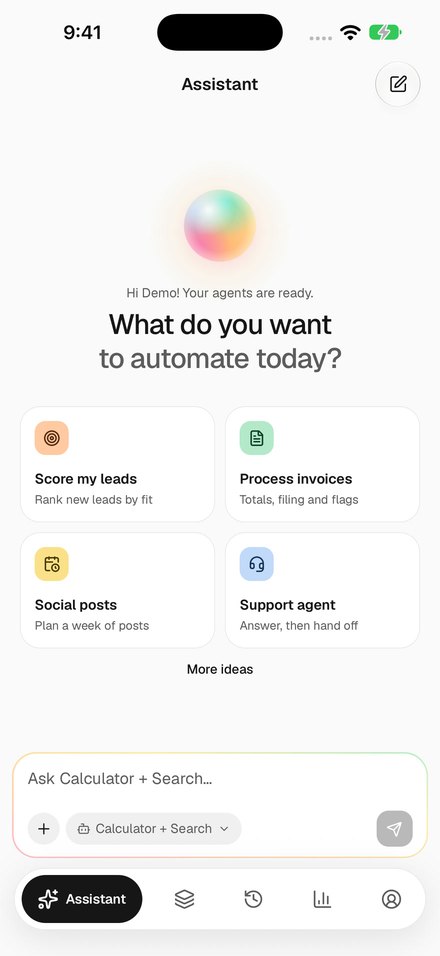 9:41
Assistant
Hi Demo! Your agents are ready.
What do you want
to automate today?
Score my leads
Rank new leads by fit
Process invoices
Totals, filing and flags
Social posts
Plan a week of posts
Support agent
Answer, then hand off
More ideas
Ask Calculator + Search...
Calculator + Search
Assistant